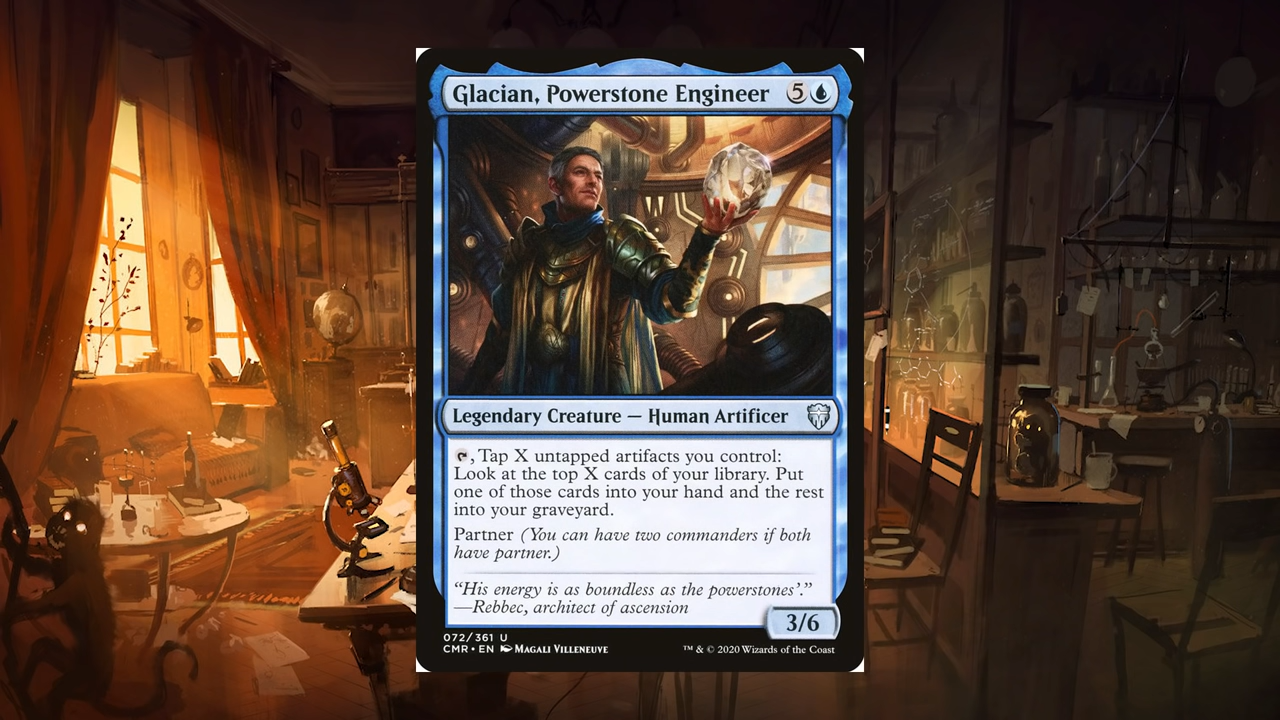 Glacian, Powerstone Engineer 5
Legendary Creature — Human Artificer
, Tap X untapped artifacts you control:
Look at the top X cards of your library. Put
one of those cards into your hand and the rest
into your graveyard.
Partner (You can have two commanders if both
have partner.)
“His energy is as boundless as the powerstones’.”
—Rebbec, architect of ascension
3/6
072/361 U
CMR • EN Magali Villeneuve
™ & © 2020 Wizards of the Coast